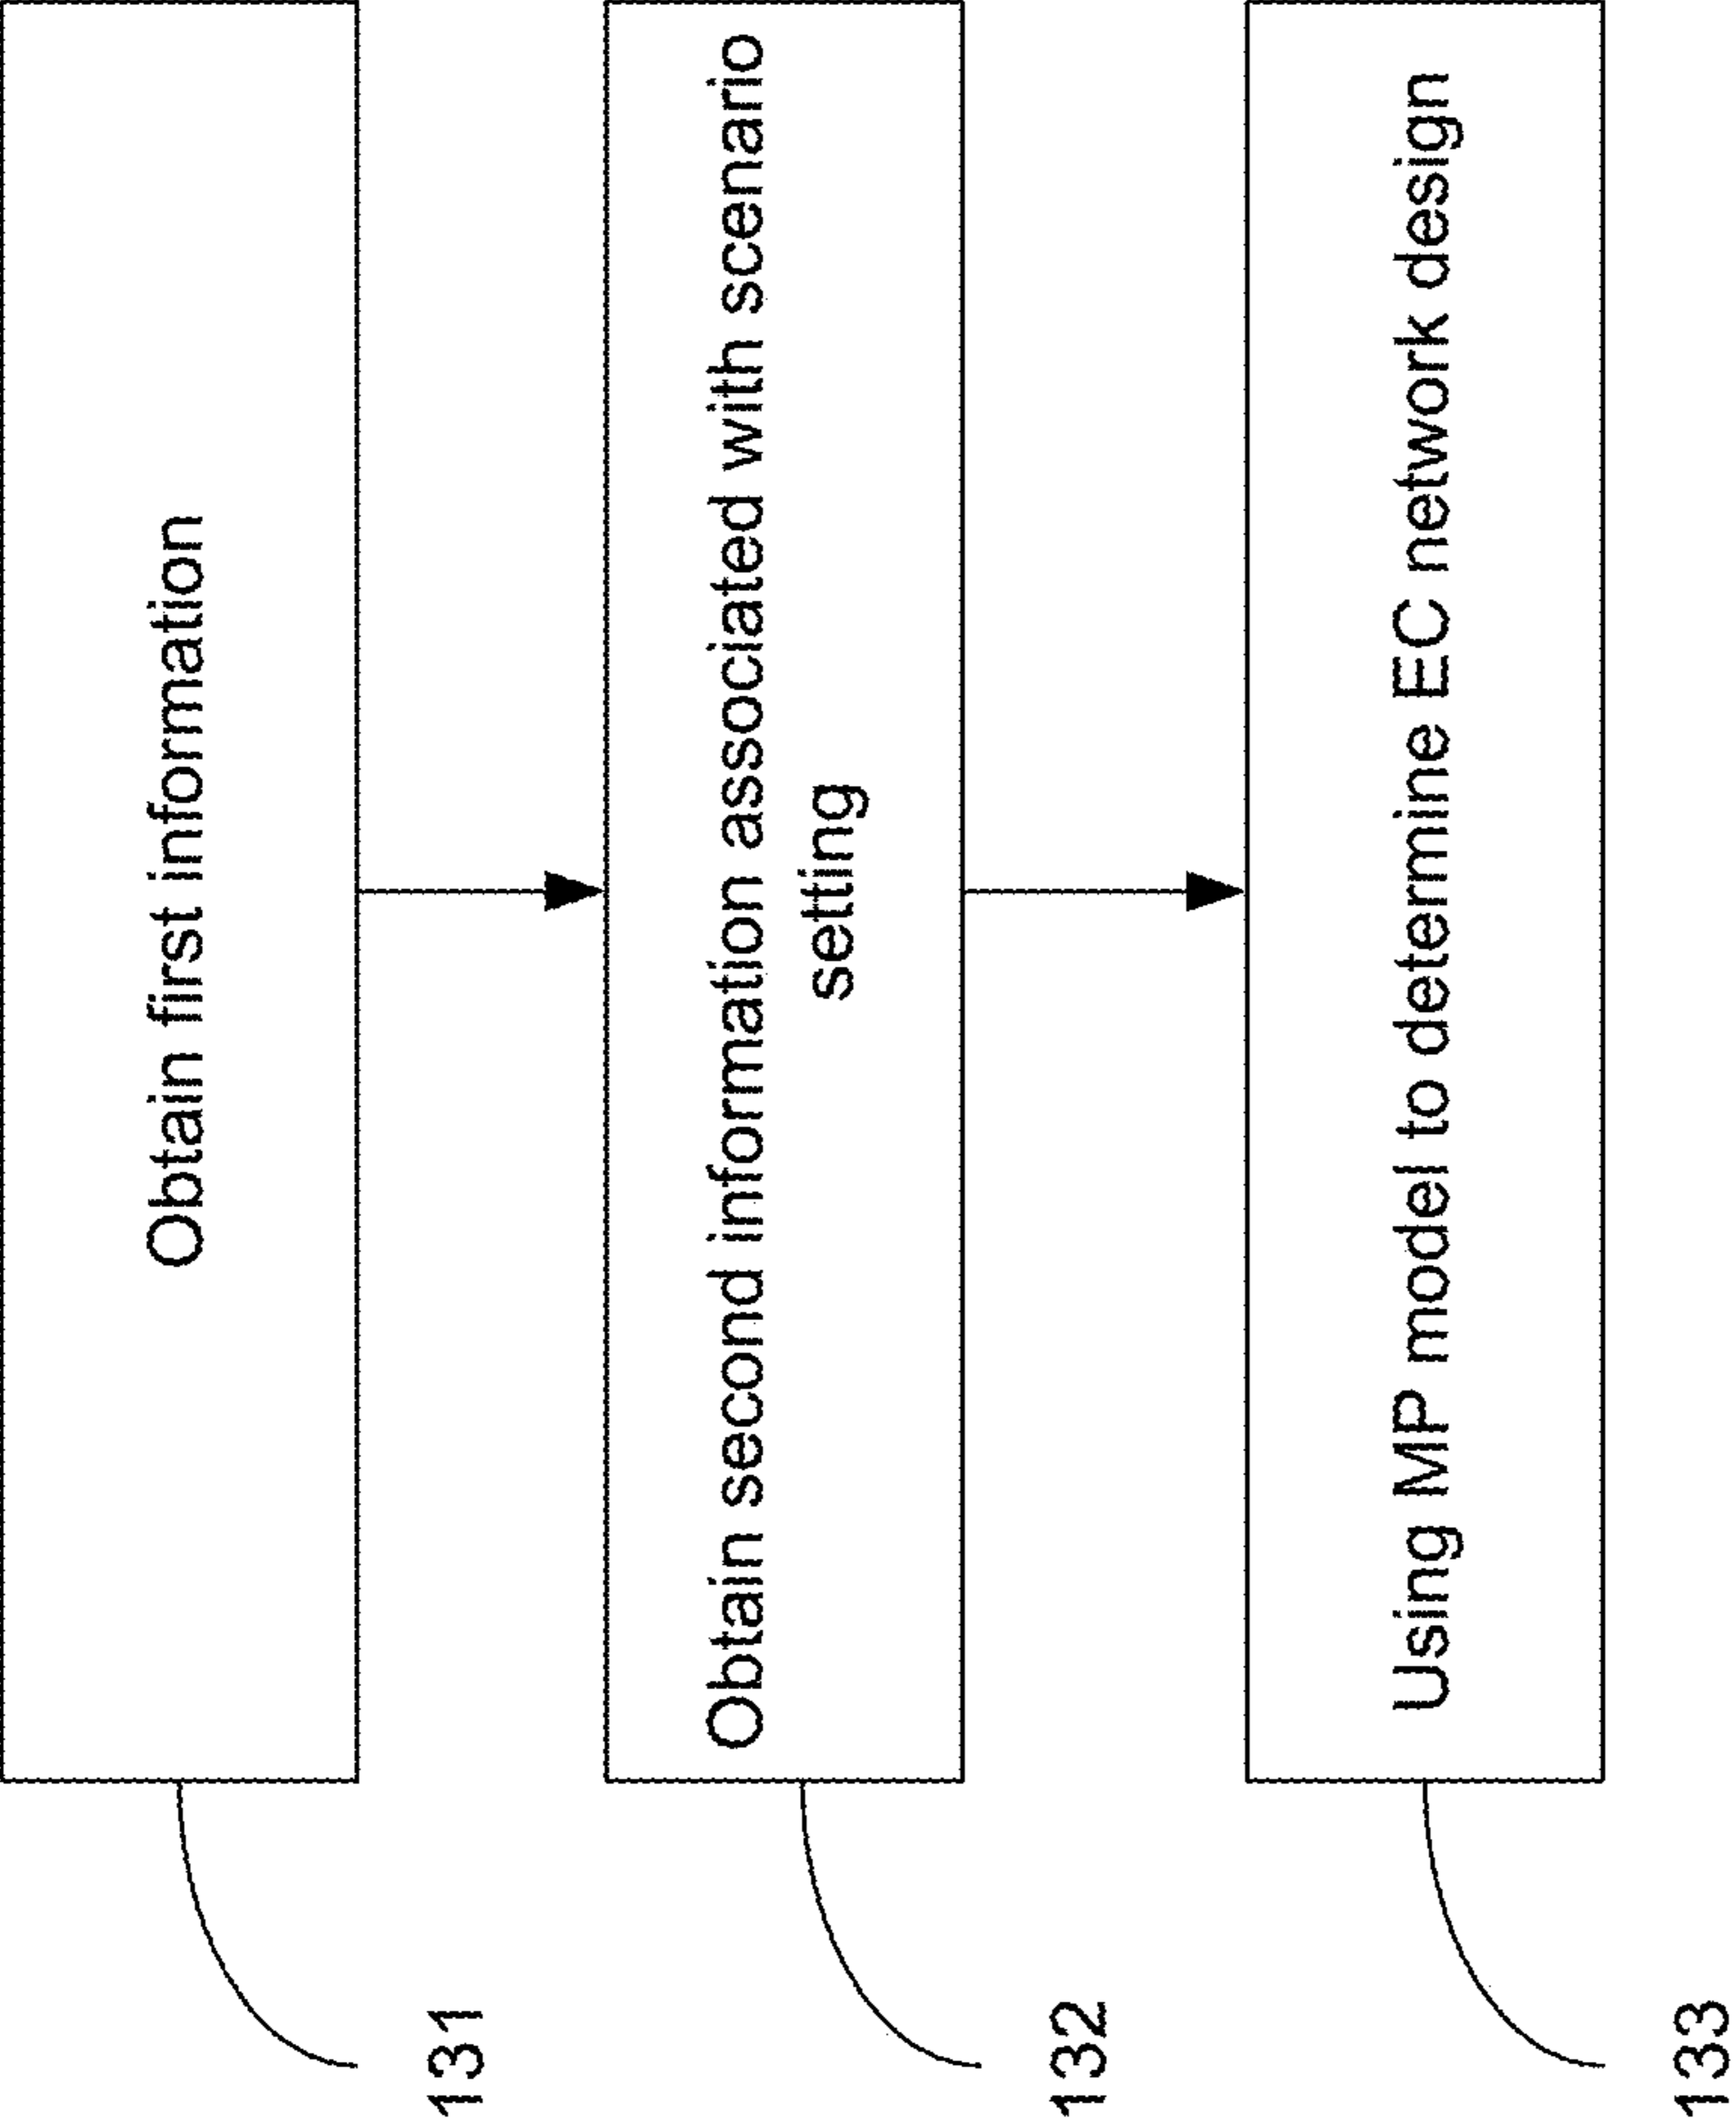 Obtain first information
131
Obtain second information associated with scenario
setting
132
Using MP model to determine EC network design
133